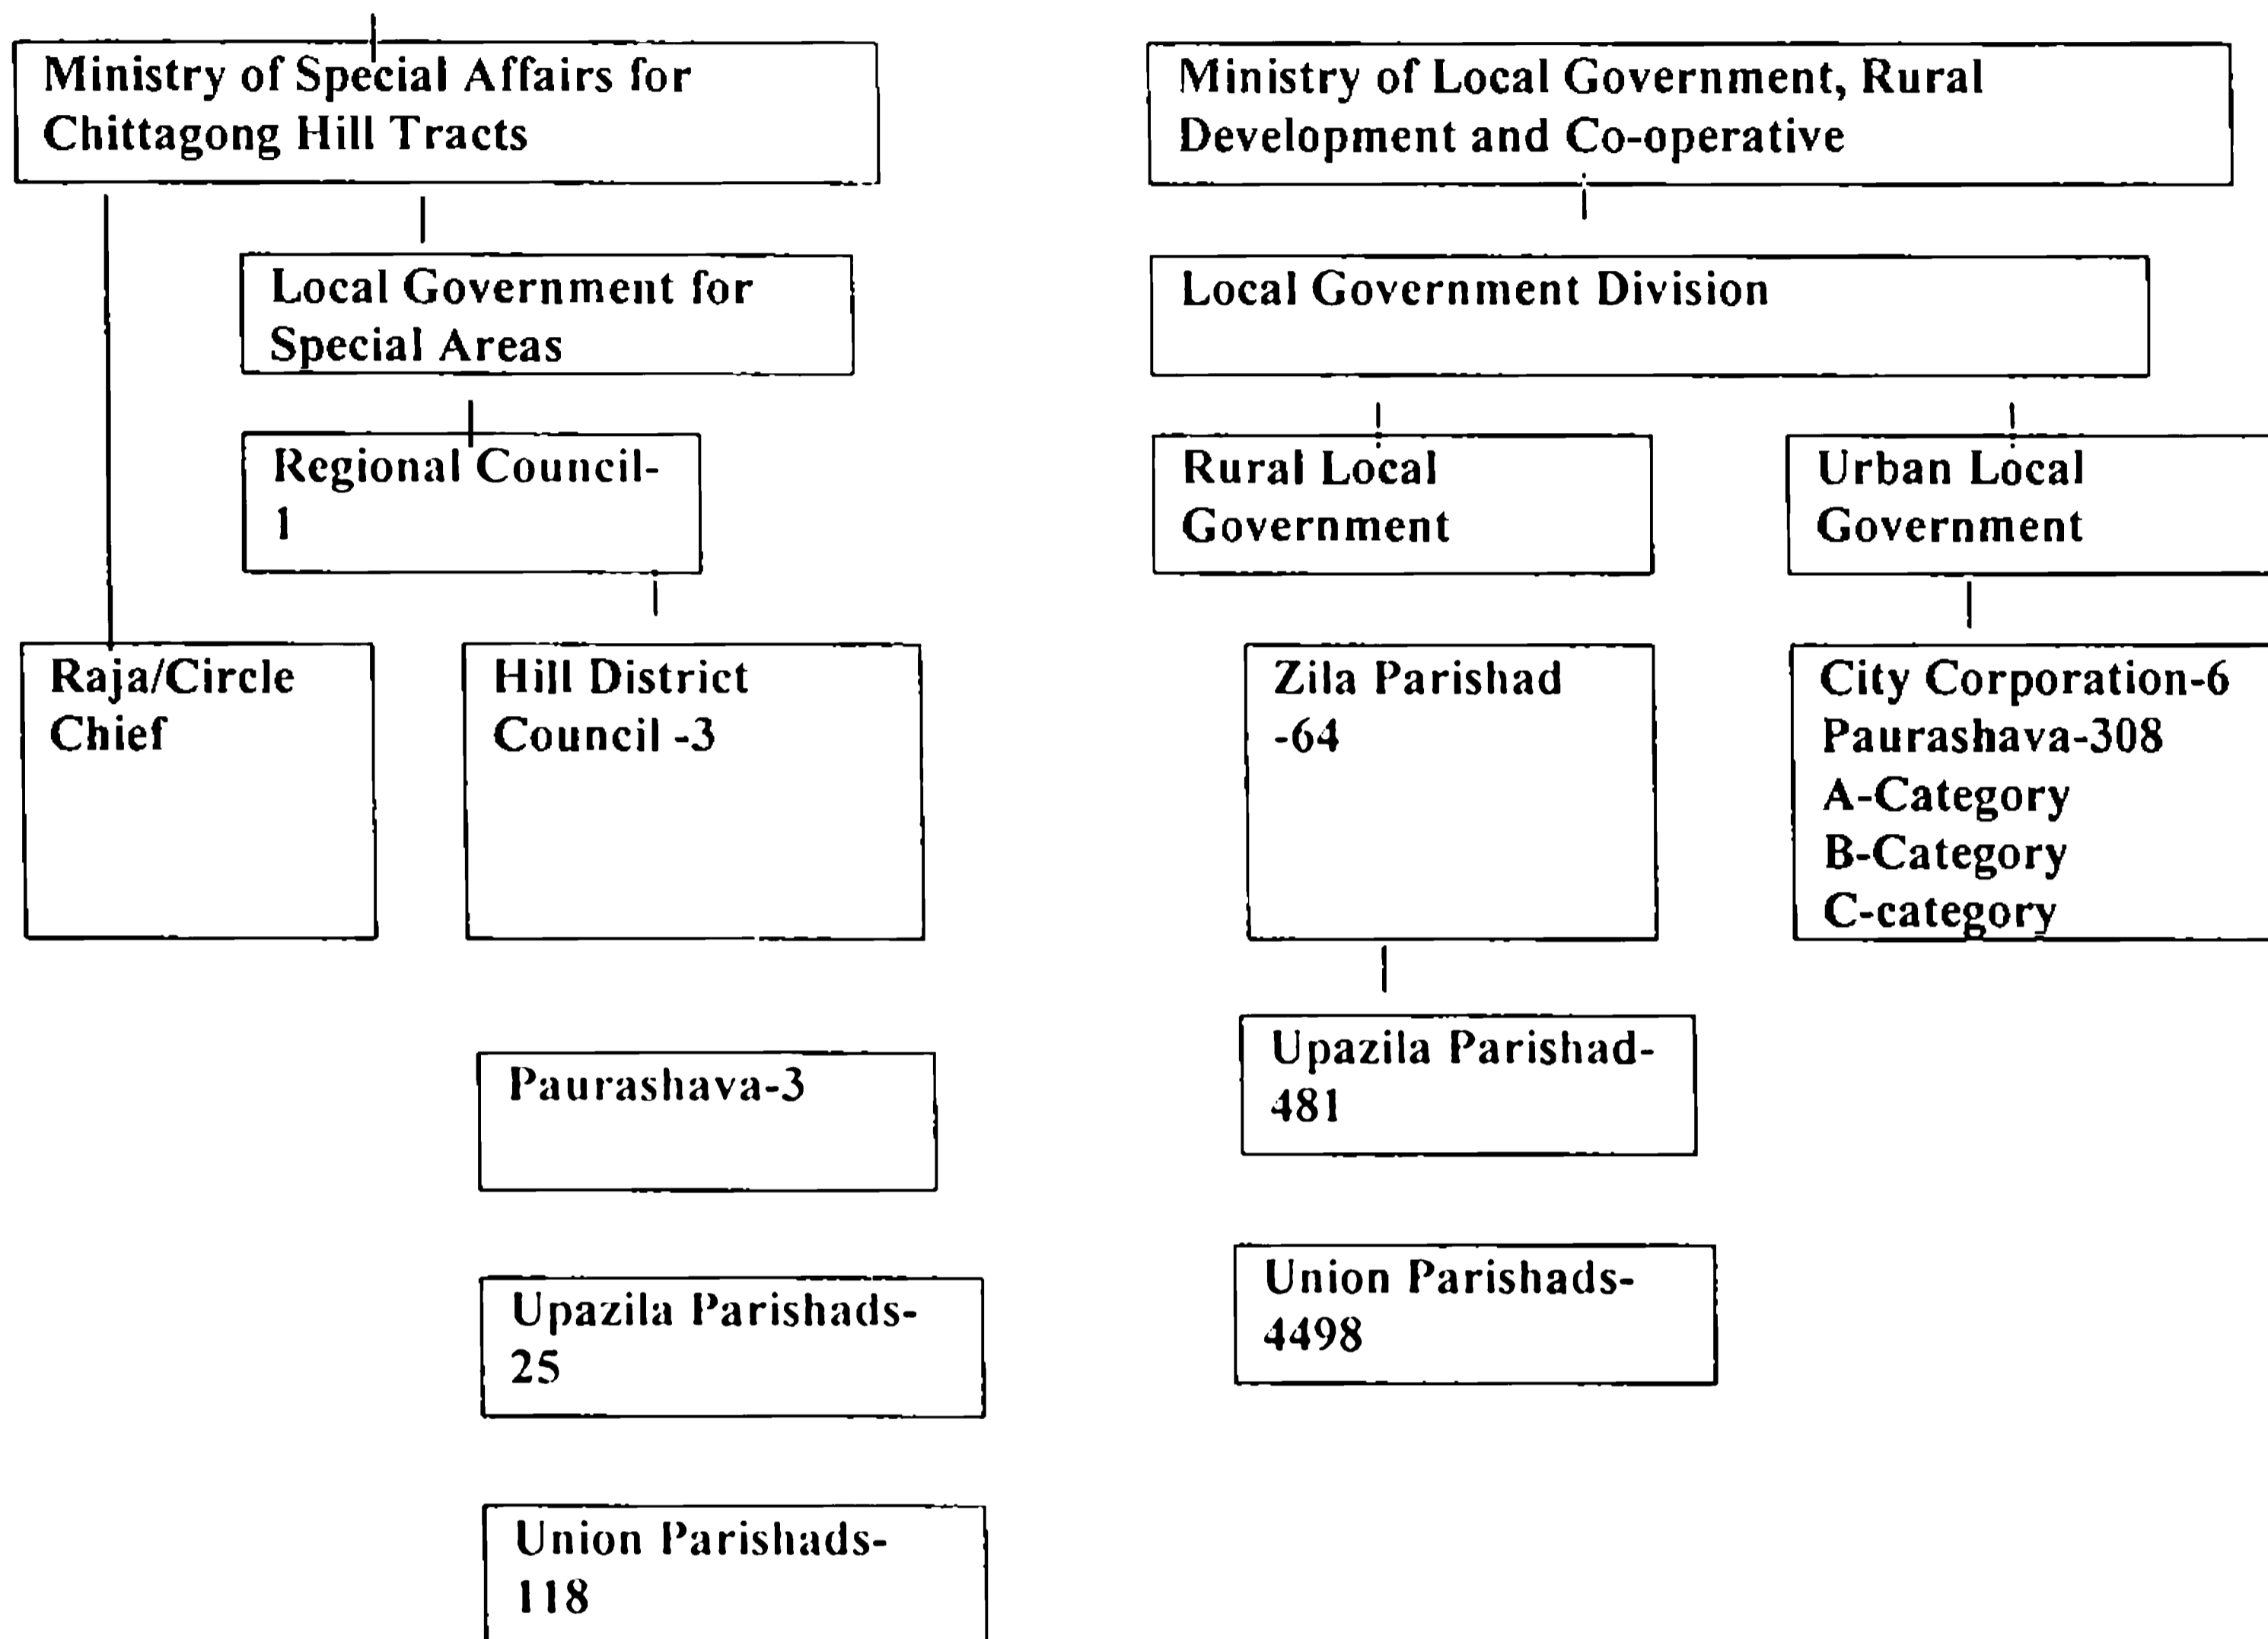 Ministry of Special Affairs for
Chittagong Hill Tracts
Ministry of Local Government, Rural
Development and Co-operative
Local Government for
Special Areas
Local Government Division
Regional Council-
1
Rural Local
Government
Urban Local
Government
Raja/Circle
Chief
Hill District
Council -3
Zila Parishad
-64
City Corporation-6
Paurashava-308
A-Category
B-Category
C-category
Paurashava-3
Upazila Parishad-
481
Upazila Parishads-
25
Union Parishads-
4498
Union Parishads-
118